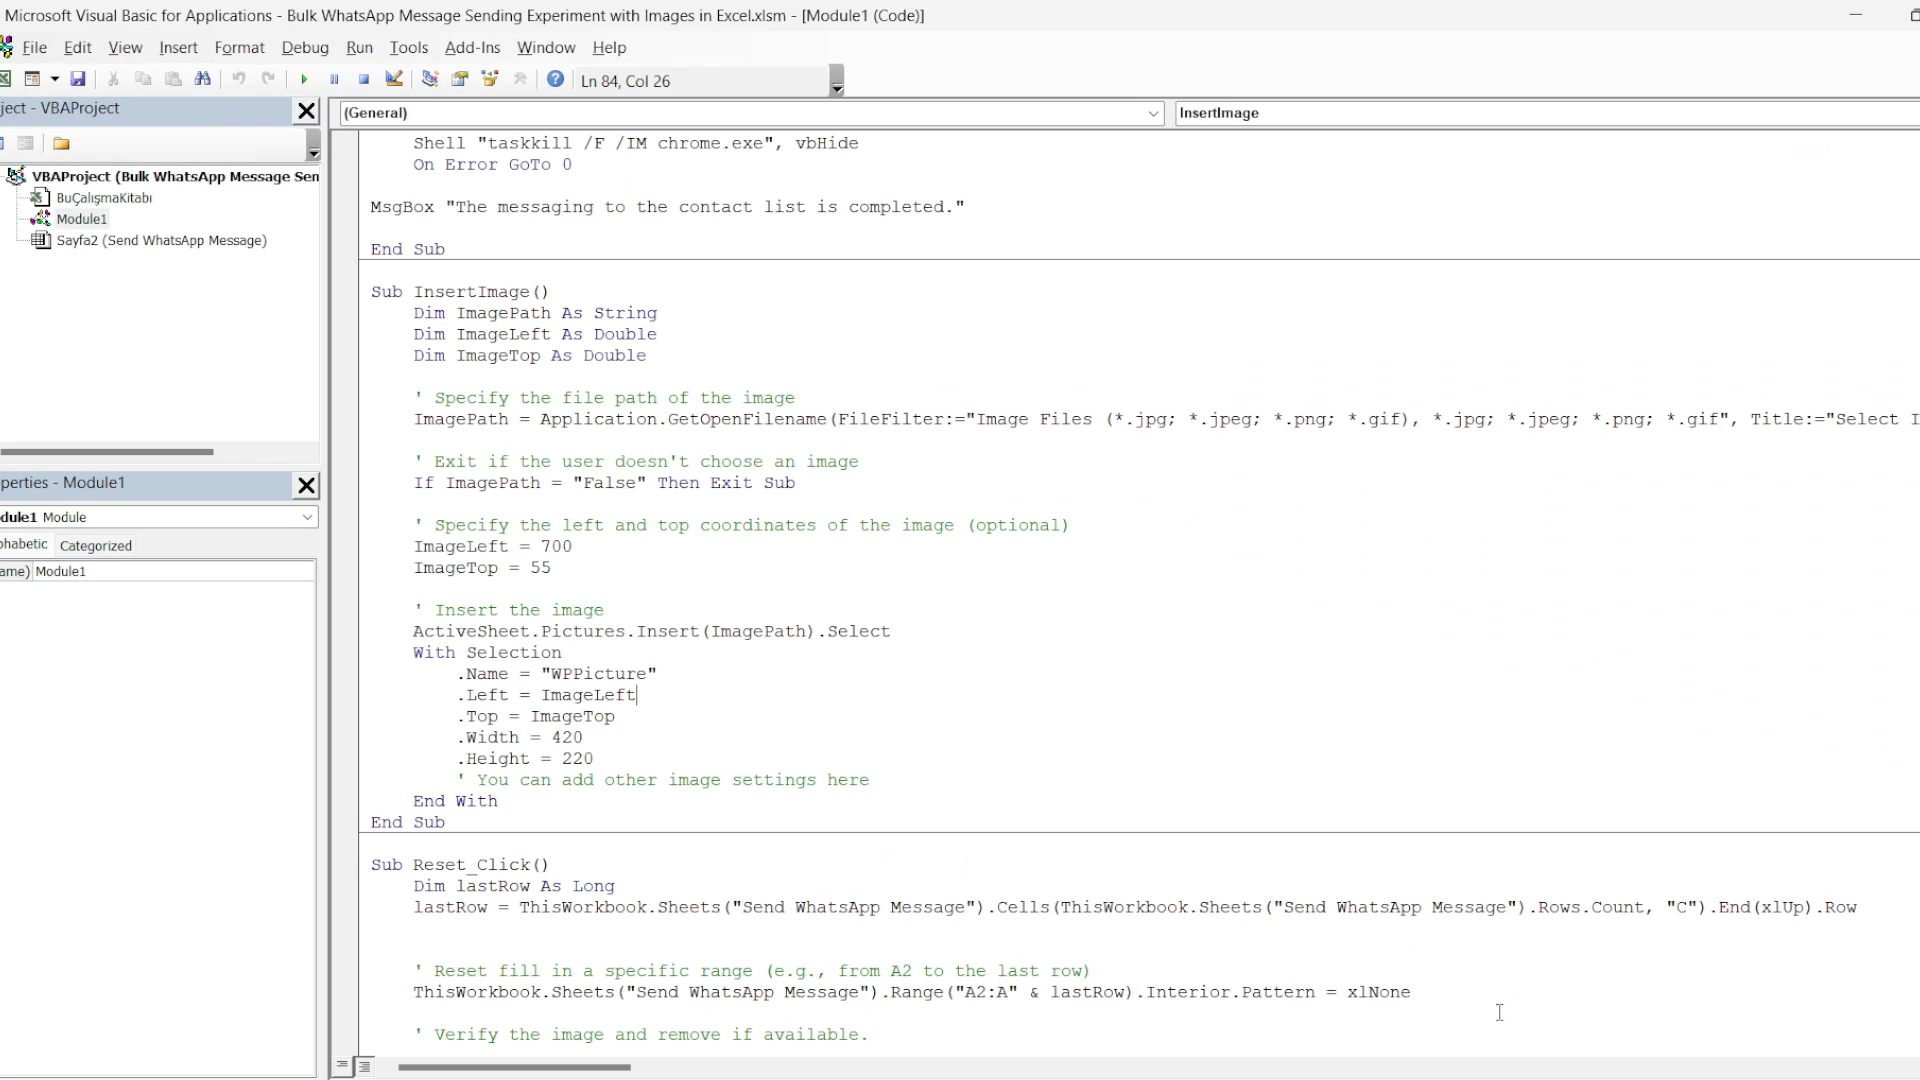 Microsoft Visual Basic for Applications - Bulk WhatsApp Message Sending Experiment with Images in Excel.xlsm - [Module1 (Code)]
File Edit View Insert Format Debug Run Tools Add-Ins Window Help
Ln 84, Col 26
ject - VBAProject
VBAProject (Bulk WhatsApp Message Sen
BuÇalışmaKitabı
Module1
Sayfa2 (Send WhatsApp Message)
perties - Module1
dule1 Module
phabetic Categorized
ame) Module1
(General) InsertImage
Shell "taskkill /F /IM chrome.exe", vbHide
On Error GoTo 0
MsgBox "The messaging to the contact list is completed."
End Sub
Sub InsertImage()
Dim ImagePath As String
Dim ImageLeft As Double
Dim ImageTop As Double
' Specify the file path of the image
ImagePath = Application.GetOpenFilename(FileFilter:="Image Files (*.jpg; *.jpeg; *.png; *.gif), *.jpg; *.jpeg; *.png; *.gif", Title:="Select I
' Exit if the user doesn't choose an image
If ImagePath = "False" Then Exit Sub
' Specify the left and top coordinates of the image (optional)
ImageLeft = 700
ImageTop = 55
' Insert the image
ActiveSheet.Pictures.Insert(ImagePath).Select
With Selection
.Name = "WPPicture"
.Left = ImageLeft
.Top = ImageTop
.Width = 420
.Height = 220
' You can add other image settings here
End With
End Sub
Sub Reset_Click()
Dim lastRow As Long
lastRow = ThisWorkbook.Sheets("Send WhatsApp Message").Cells(ThisWorkbook.Sheets("Send WhatsApp Message").Rows.Count, "C").End(xlUp).Row
' Reset fill in a specific range (e.g., from A2 to the last row)
ThisWorkbook.Sheets("Send WhatsApp Message").Range("A2:A" & lastRow).Interior.Pattern = xlNone
' Verify the image and remove if available.